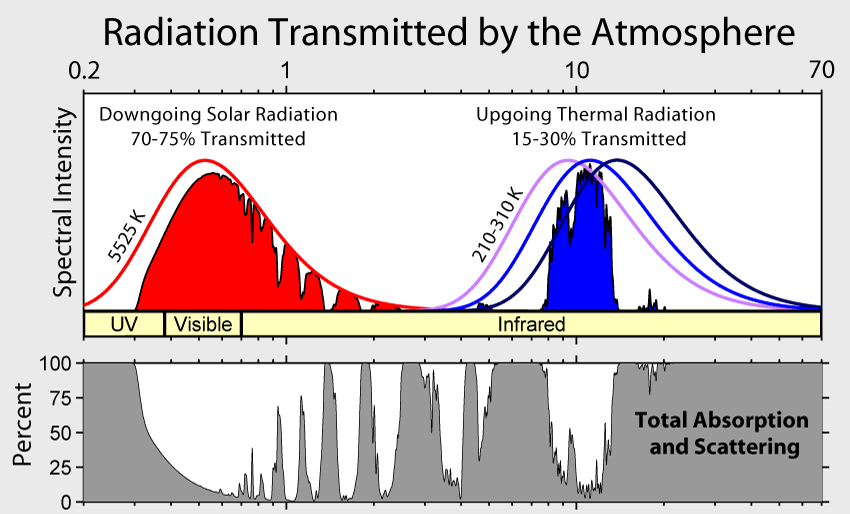 Radiation Transmitted by the Atmosphere
0.2 1 10 70
Downgoing Solar Radiation
70-75% Transmitted
Upgoing Thermal Radiation
15-30% Transmitted
Spectral Intensity
5525 K
210-310 K
UV Visible Infrared
Percent
100
75
50
25
0
Total Absorption
and Scattering